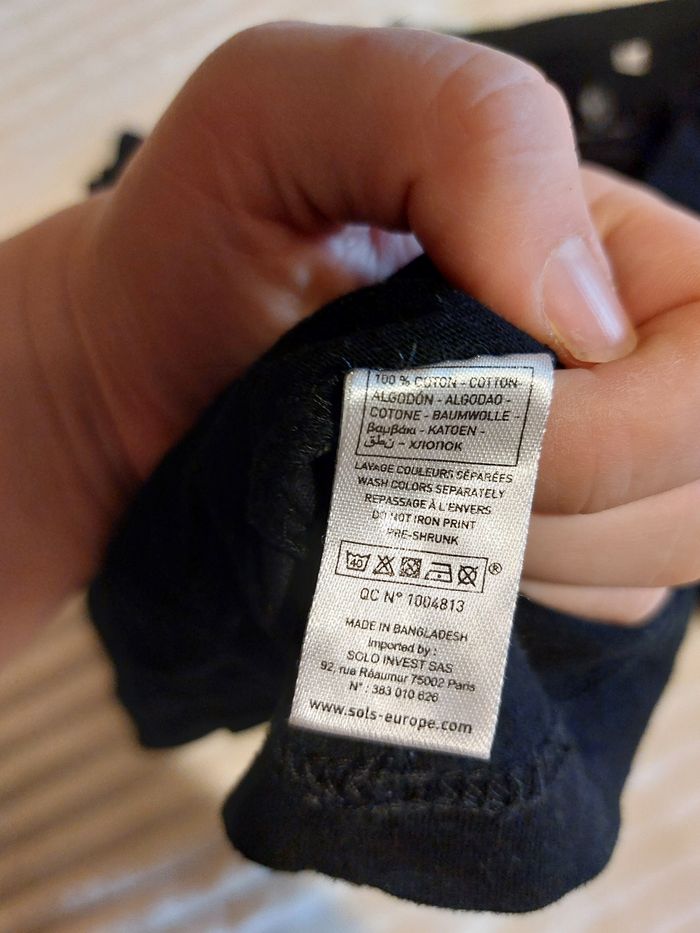 100 % COTON - COTTON
ALGODÓN - ALGODAO -
COTONE - BAUMWOLLE -
βαμβάκι - KATOEN -
قطن - хлопок
LAVAGE COULEURS SÉPARÉES
WASH COLORS SEPARATELY
REPASSAGE À L'ENVERS
DO NOT IRON PRINT
PRE-SHRUNK
40 ®
QC N° 1004813
MADE IN BANGLADESH
Imported by :
SOLO INVEST SAS
92, rue Réaumur 75002 Paris
N° : 383 010 626
www.sols-europe.com